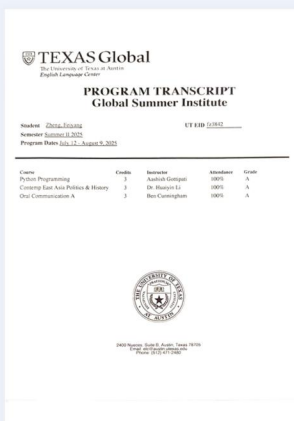 TEXAS Global
The University of Texas at Austin
English Language Center
PROGRAM TRANSCRIPT
Global Summer Institute
Student Zheng,
UT EID
Semester Summer II 2025
Program Dates July 12 - August 9, 2025
Course Credits Instructor Attendance Grade
Python Programming 3 Aashish Gottipati 100% A
Contemp East Asia Politics & History 3 Dr. Huaiyin Li 100% A
Oral Communication A 3 Ben Cunningham 100% A
THE UNIVERSITY OF TEXAS
AT AUSTIN
2400 Nueces, Suite B, Austin, Texas 78705
Phone: (512) 471-2480